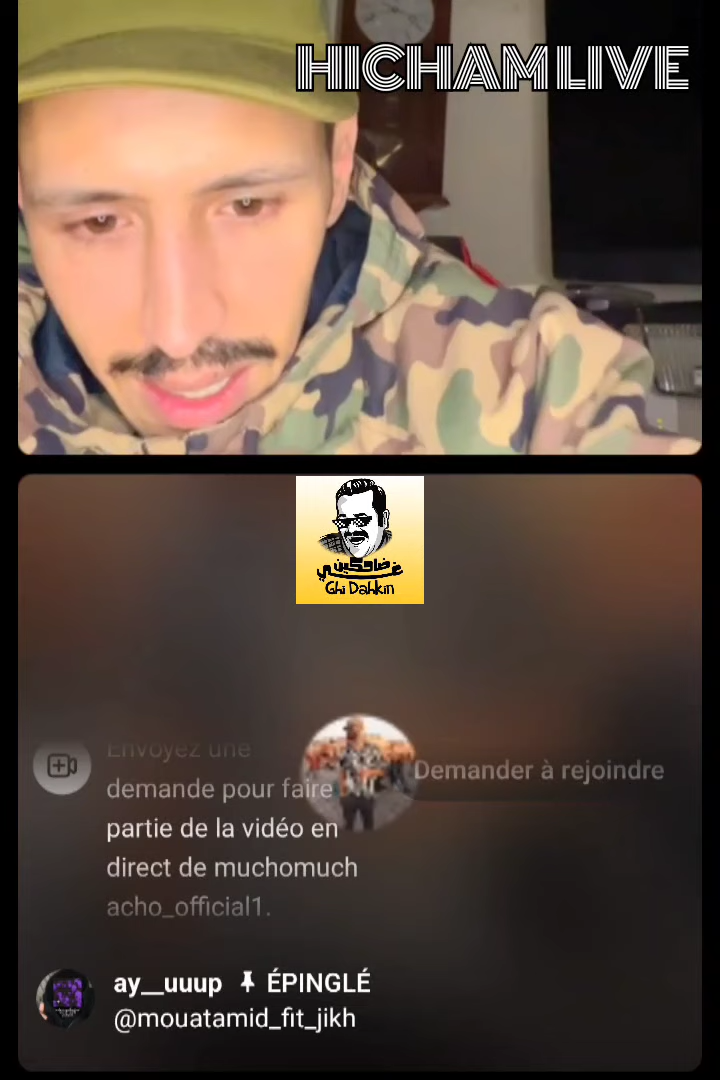 HICHAMLIVE
ضاحكين
غي
Ghi Dahkin
Envoyez une
demande pour faire
partie de la vidéo en
direct de muchomuch
acho_official1.
Demander à rejoindre
ay__uuup ÉPINGLÉ
@mouatamid_fit_jikh